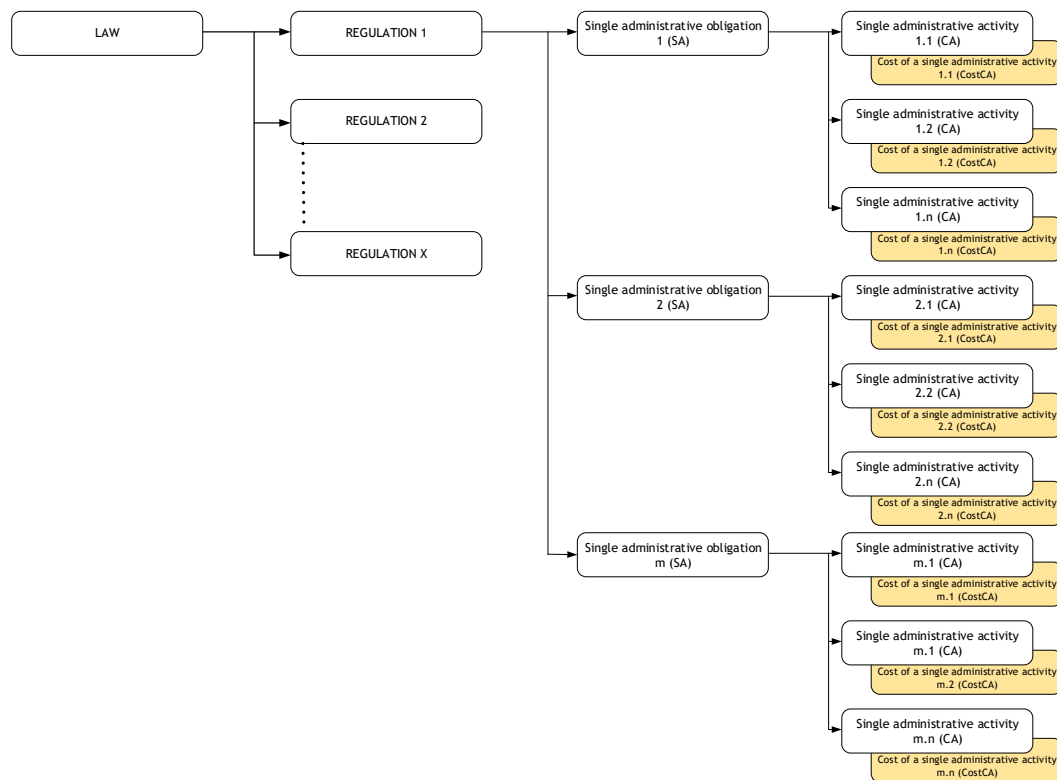 LAW
REGULATION 1
REGULATION 2
REGULATION X
Single administrative obligation
1 (SA)
Single administrative activity
1.1 (CA)
Cost of a single administrative activity
1.1 (CostCA)
Single administrative activity
1.2 (CA)
Cost of a single administrative activity
1.2 (CostCA)
Single administrative activity
1.n (CA)
Cost of a single administrative activity
1.n (CostCA)
Single administrative obligation
2 (SA)
Single administrative activity
2.1 (CA)
Cost of a single administrative activity
2.1 (CostCA)
Single administrative activity
2.2 (CA)
Cost of a single administrative activity
2.2 (CostCA)
Single administrative activity
2.n (CA)
Cost of a single administrative activity
2.n (CostCA)
Single administrative obligation
m (SA)
Single administrative activity
m.1 (CA)
Cost of a single administrative activity
m.1 (CostCA)
Single administrative activity
m.1 (CA)
Cost of a single administrative activity
m.2 (CostCA)
Single administrative activity
m.n (CA)
Cost of a single administrative activity
m.n (CostCA)